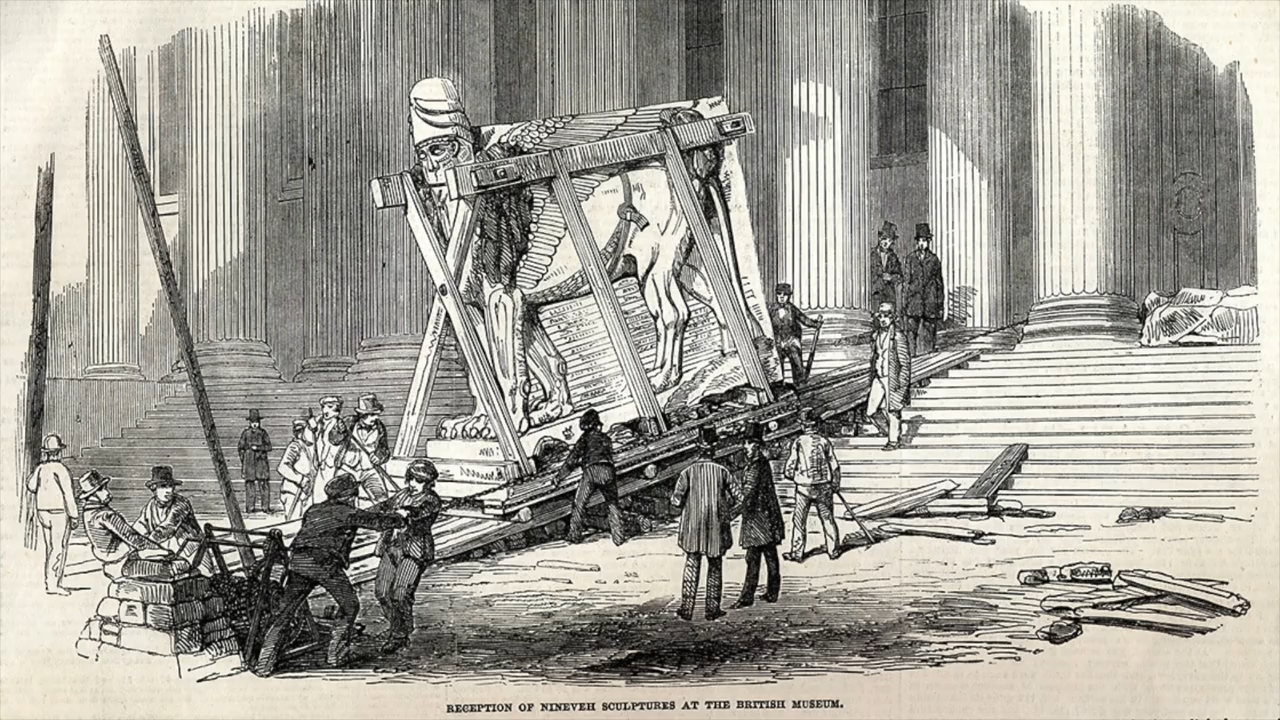 RECEPTION OF NINEVEH SCULPTURES AT THE BRITISH MUSEUM.